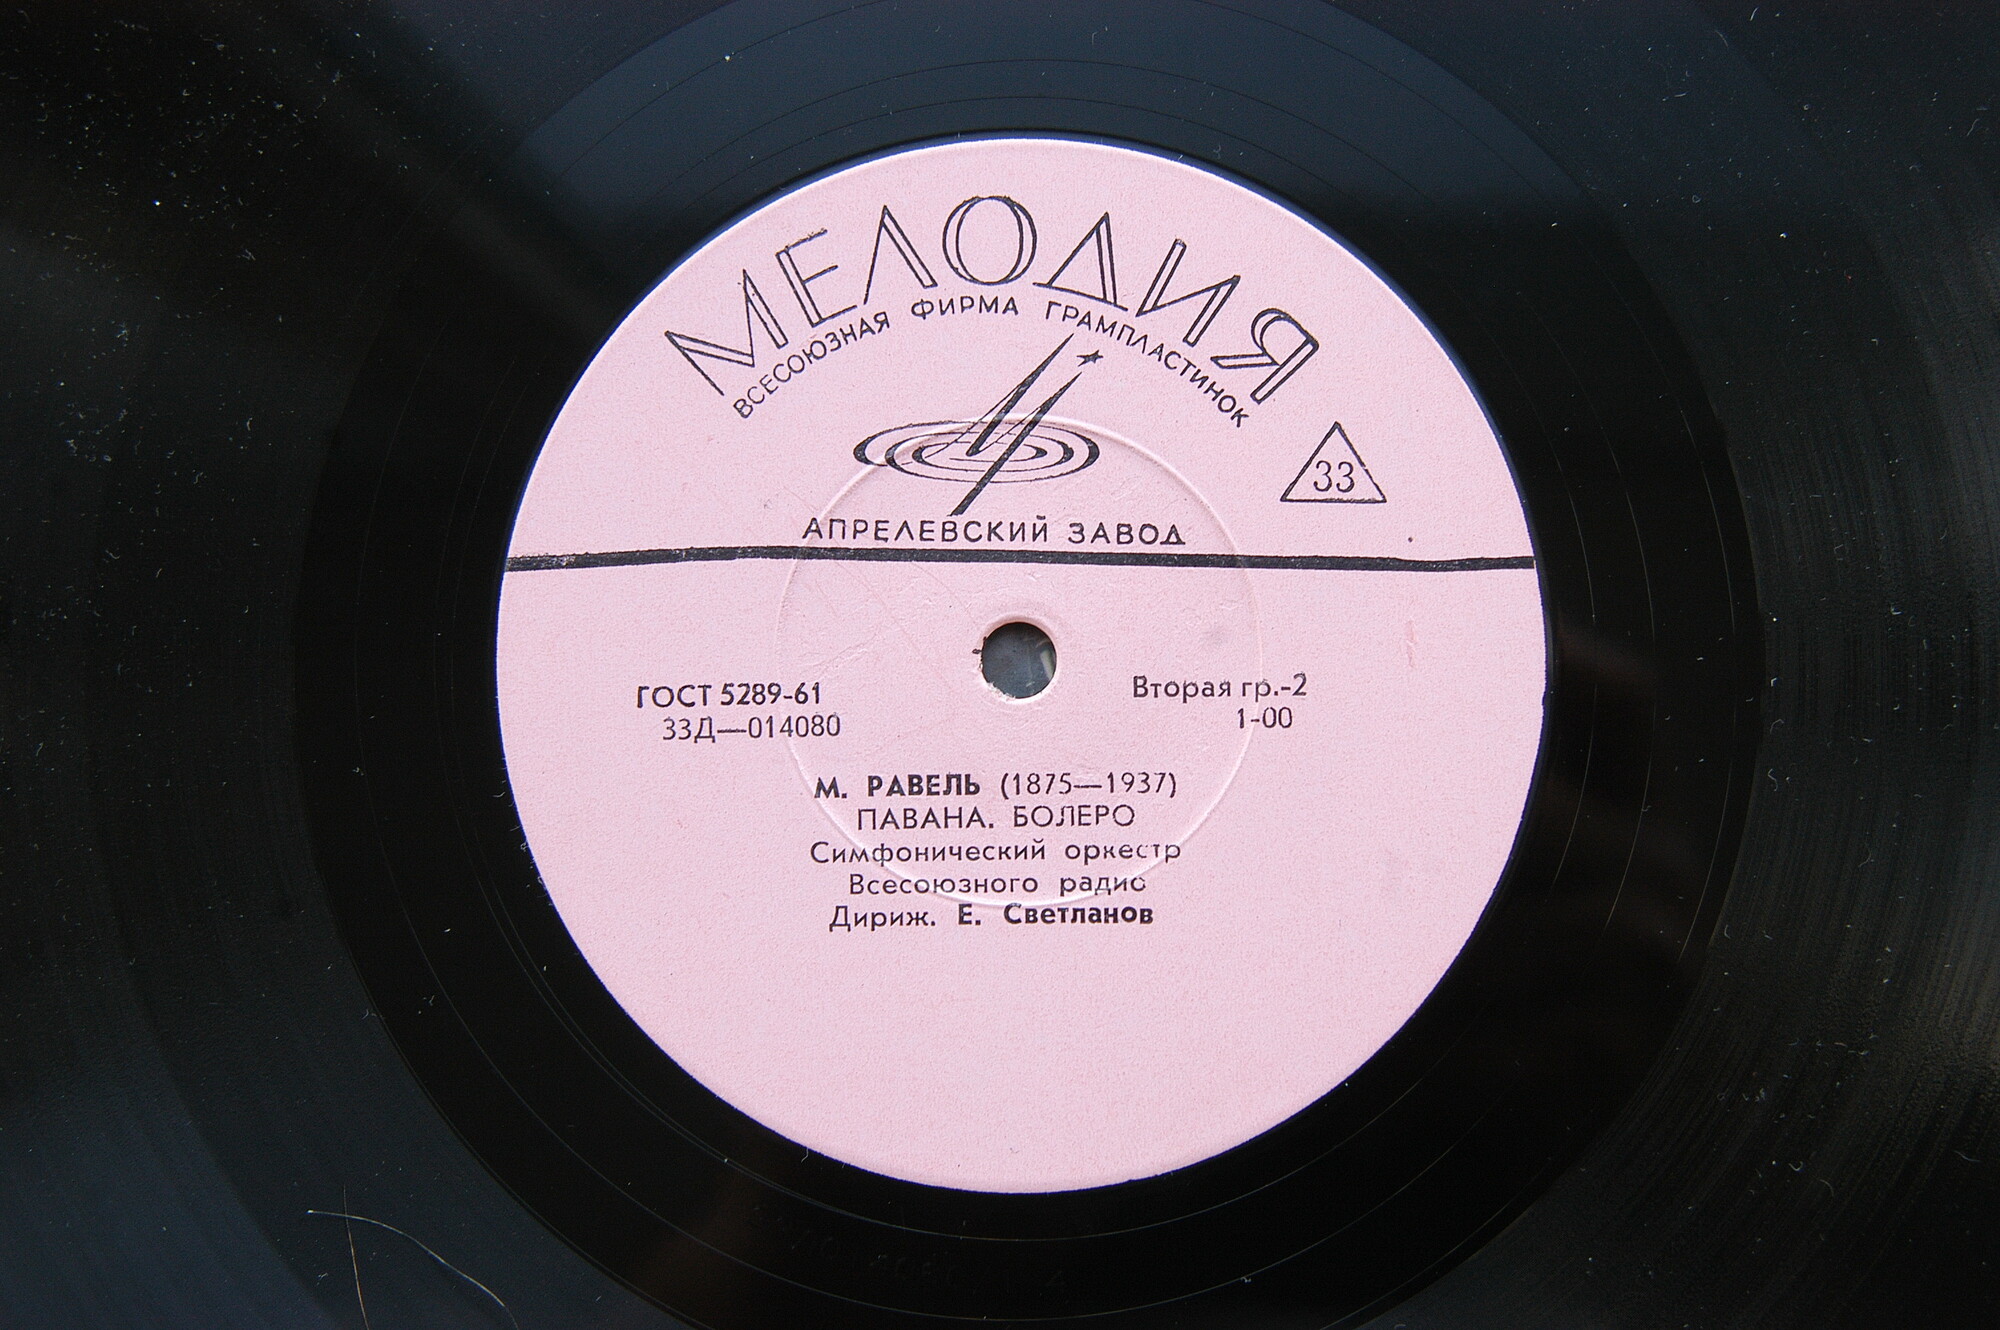 МЕЛОДИЯ
ВСЕСОЮЗНАЯ ФИРМА ГРАМПЛАСТИНОК
33
АПРЕЛЕВСКИЙ ЗАВОД
ГОСТ 5289-61
33Д—014080
Вторая гр.-2
1-00
М. РАВЕЛЬ (1875—1937)
ПАВАНА. БОЛЕРО
Симфонический оркестр
Всесоюзного радио
Дириж. Е. Светланов